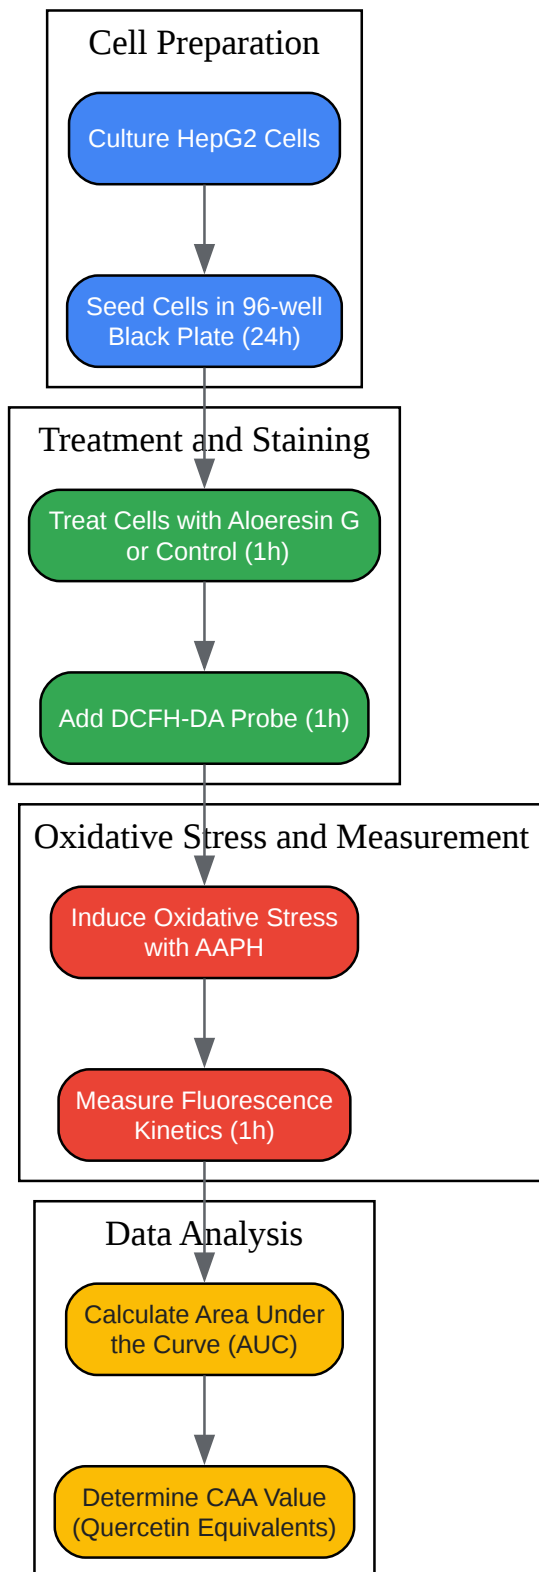 Cell Preparation
Culture HepG2 Cells
Seed Cells in 96-well
Black Plate (24h)
Treatment and Staining
Treat Cells with Aloeresin G
or Control (1h)
Add DCFH-DA Probe (1h)
Oxidative Stress and Measurement
Induce Oxidative Stress
with AAPH
Measure Fluorescence
Kinetics (1h)
Data Analysis
Calculate Area Under
the Curve (AUC)
Determine CAA Value
(Quercetin Equivalents)